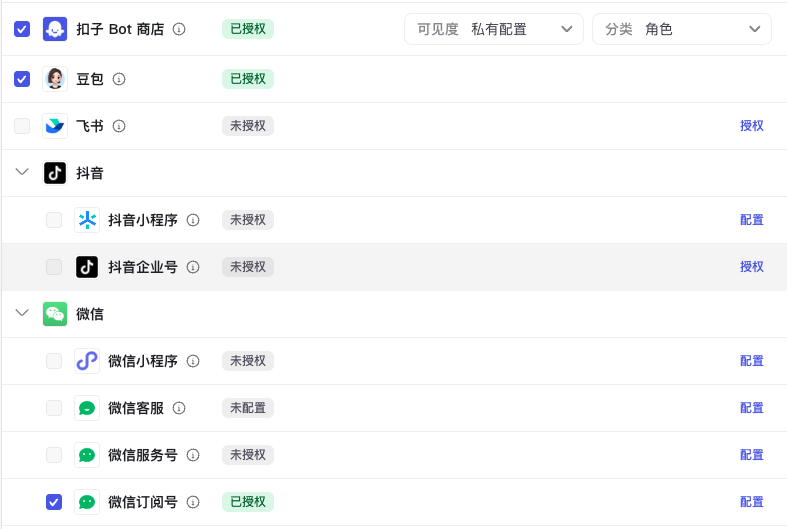 扣子 Bot 商店 已授权 可见度 私有配置 分类 角色
豆包 已授权
飞书 未授权 授权
抖音
抖音小程序 未授权 配置
抖音企业号 未授权 授权
微信
微信小程序 未授权 配置
微信客服 未配置 配置
微信服务号 未授权 配置
微信订阅号 已授权 配置